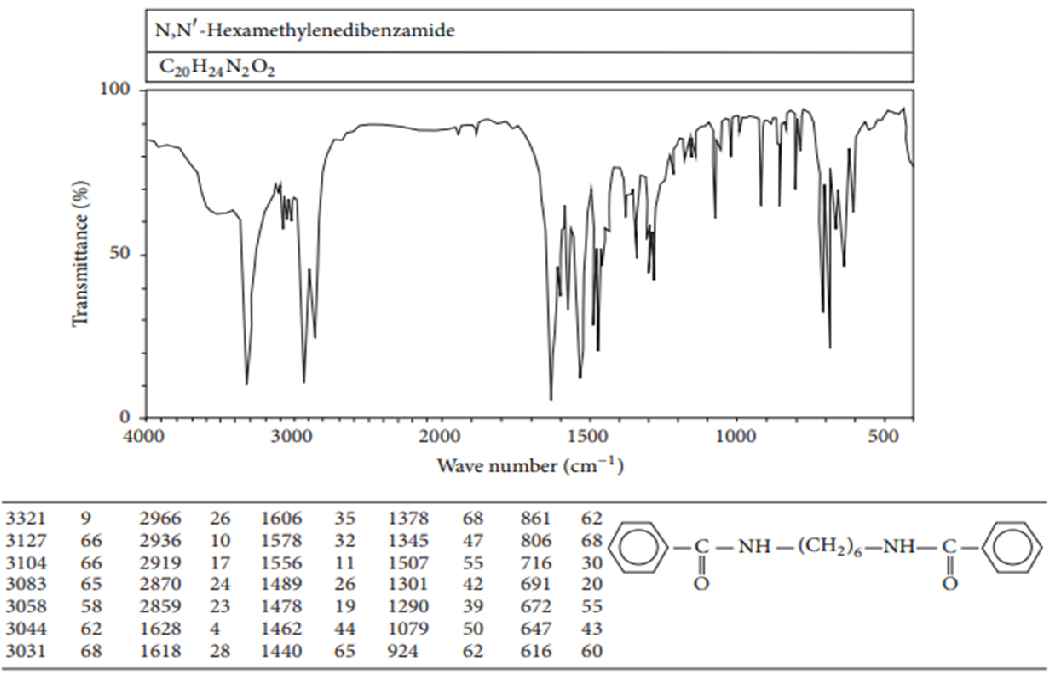 N,N′-Hexamethylenedibenzamide
C₂₀H₂₄N₂O₂
100
50
0
Transmittance (%)
4000 3000 2000 1500 1000 500
Wave number (cm⁻¹)
3321 9 2966 26 1606 35 1378 68 861 62
3127 66 2936 10 1578 32 1345 47 806 68
3104 66 2919 17 1556 11 1507 55 716 30
3083 65 2870 24 1489 26 1301 42 691 20
3058 58 2859 23 1478 19 1290 39 672 55
3044 62 1628 4 1462 44 1079 50 647 43
3031 68 1618 28 1440 65 924 62 616 60
C — NH — (CH₂)₆ — NH — C
O O